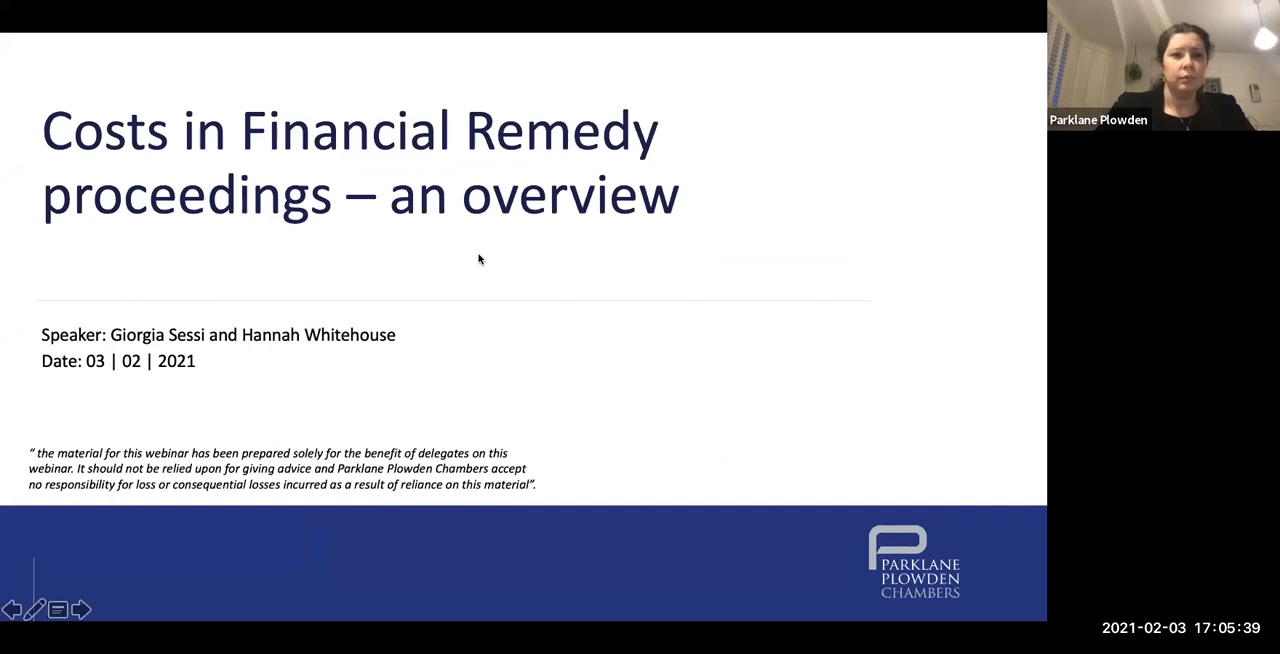 Costs in Financial Remedy
proceedings – an overview
Speaker: Giorgia Sessi and Hannah Whitehouse
Date: 03 | 02 | 2021
“ the material for this webinar has been prepared solely for the benefit of delegates on this
webinar. It should not be relied upon for giving advice and Parklane Plowden Chambers accept
no responsibility for loss or consequential losses incurred as a result of reliance on this material”.
PARKLANE
PLOWDEN
CHAMBERS
Parklane Plowden
2021-02-03 17:05:39